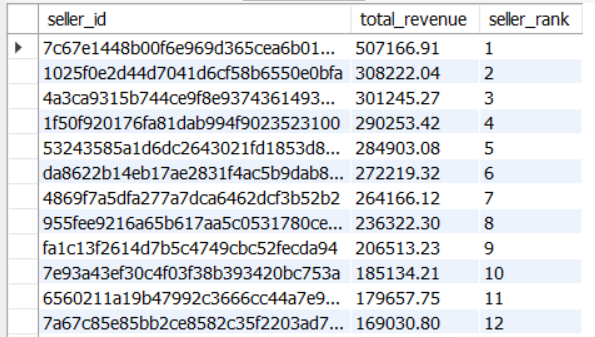 seller_id total_revenue seller_rank
7c67e1448b00f6e969d365cea6b01... 507166.91 1
1025f0e2d44d7041d6cf58b6550e0bfa 308222.04 2
4a3ca9315b744ce9f8e9374361493... 301245.27 3
1f50f920176fa81dab994f9023523100 290253.42 4
53243585a1d6dc2643021fd1853d8... 284903.08 5
da8622b14eb17ae2831f4ac5b9dab8... 272219.32 6
4869f7a5dfa277a7dca6462dcf3b52b2 264166.12 7
955fee9216a65b617aa5c0531780ce... 236322.30 8
fa1c13f2614d7b5c4749cbc52fecda94 206513.23 9
7e93a43ef30c4f03f38b393420bc753a 185134.21 10
6560211a19b47992c3666cc44a7e9... 179657.75 11
7a67c85e85bb2ce8582c35f2203ad7... 169030.80 12